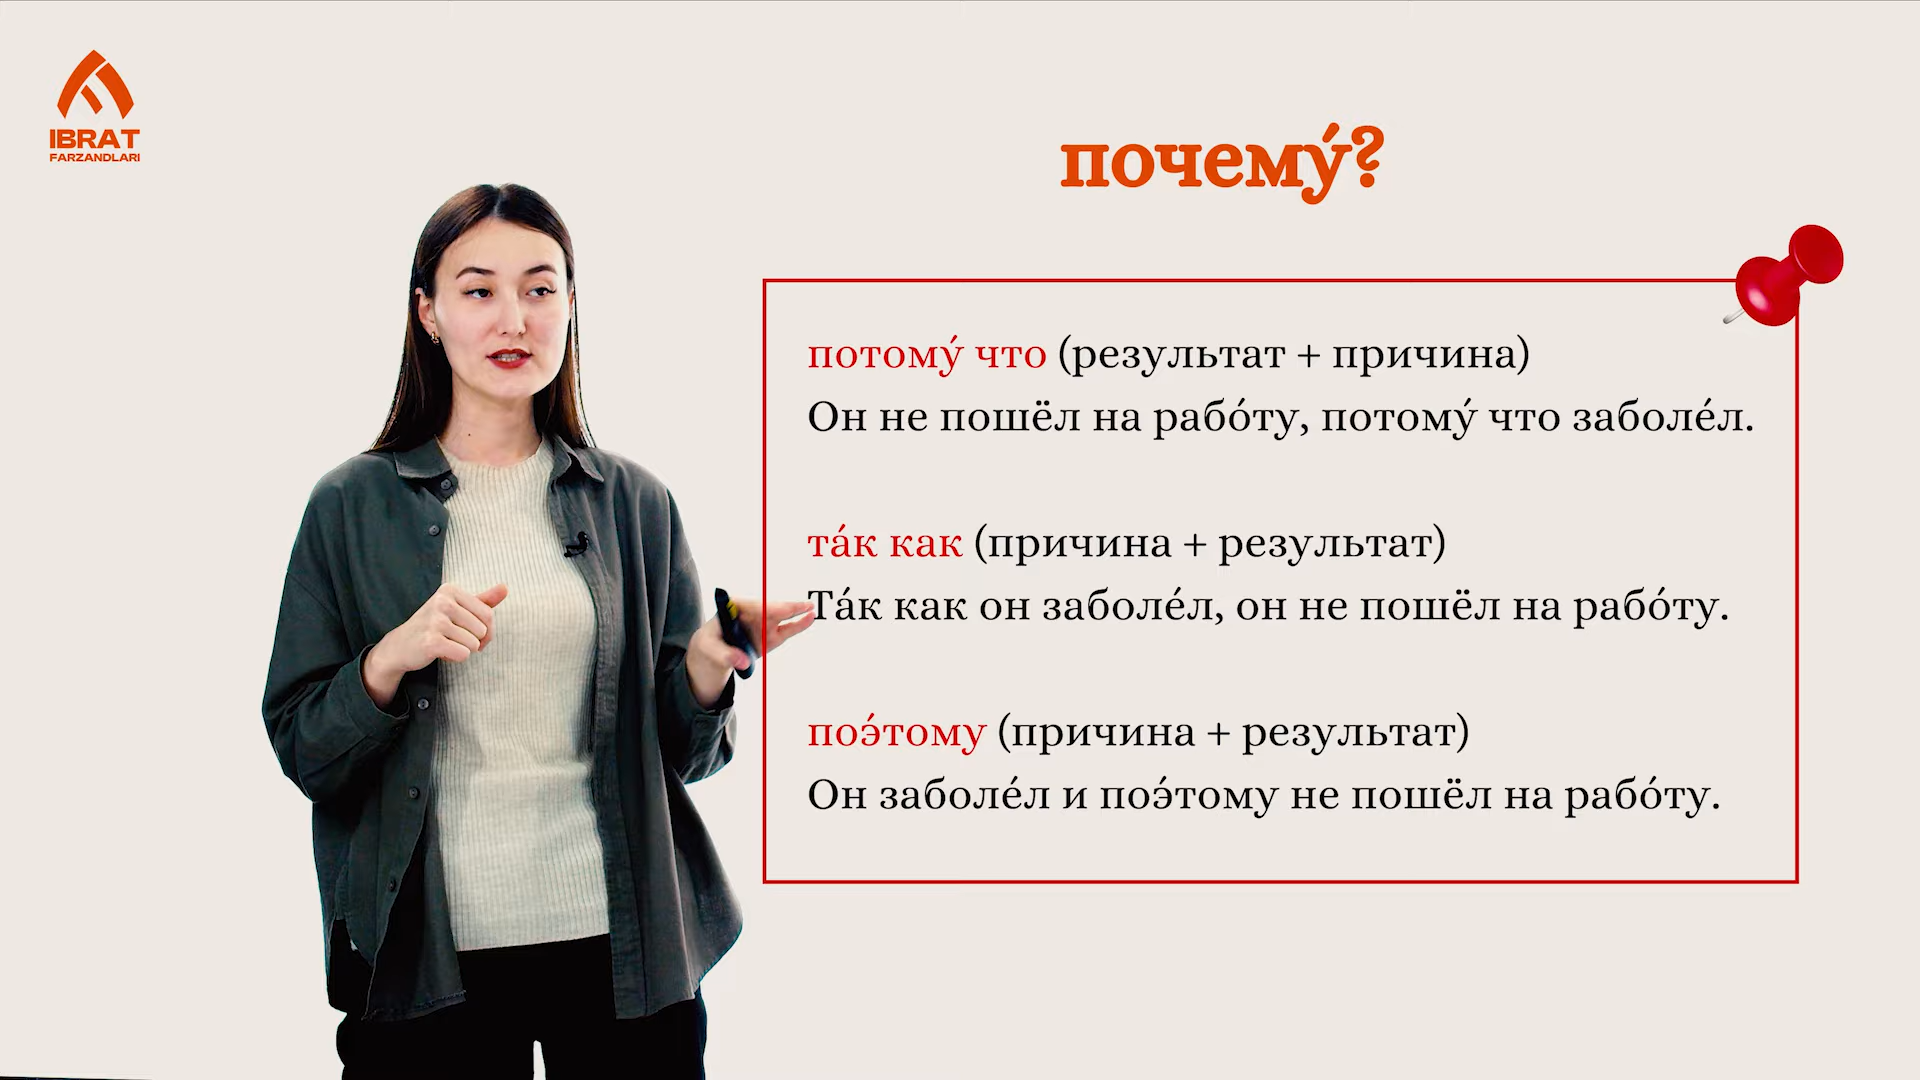 IBRAT
FARZANDLARI
почему́?
потому́ что (результат + причина)
Он не пошёл на рабо́ту, потому́ что заболе́л.
та́к как (причина + результат)
Та́к как он заболе́л, он не пошёл на рабо́ту.
поэ́тому (причина + результат)
Он заболе́л и поэ́тому не пошёл на рабо́ту.